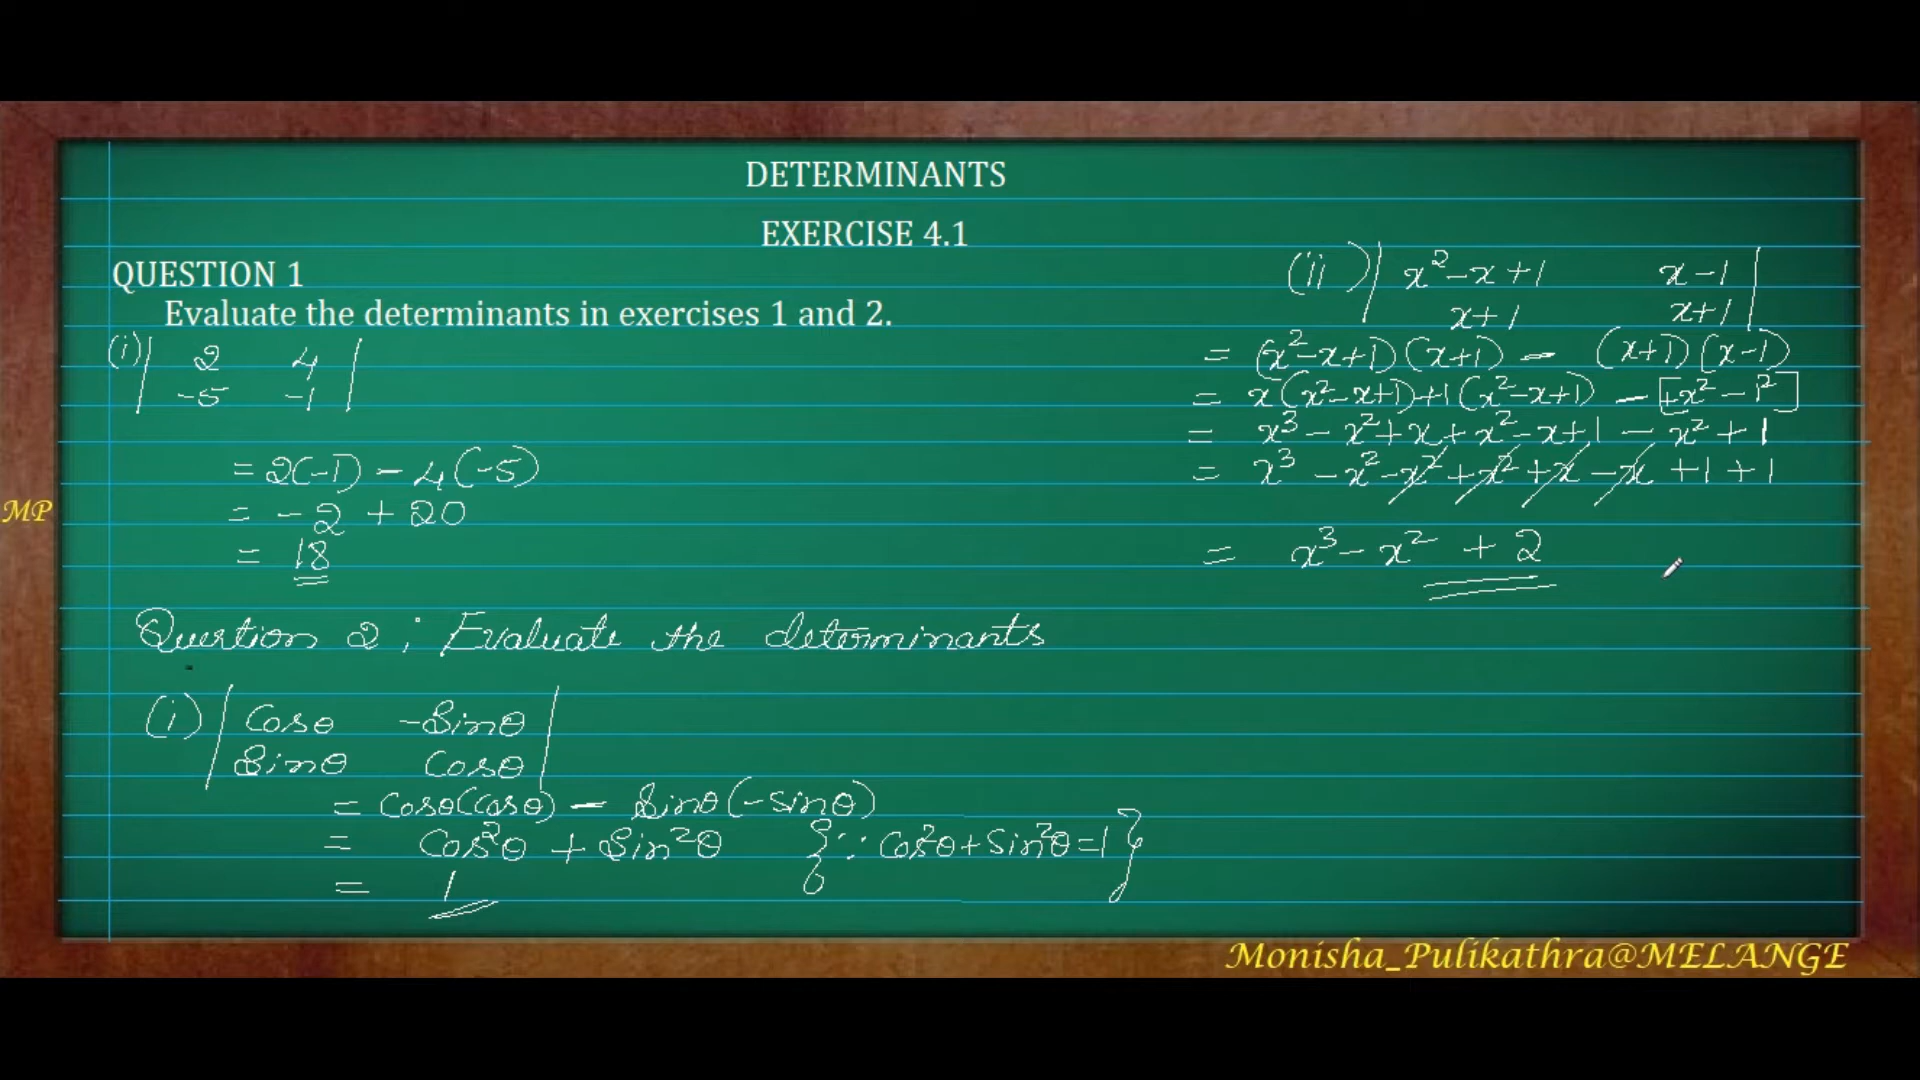 DETERMINANTS
EXERCISE 4.1
QUESTION 1
Evaluate the determinants in exercises 1 and 2.
(i) | 2 4 |
| -5 -1 |
= 2(-1) - 4(-5)
= -2 + 20
= 18
Question 2 ; Evaluate the determinants
(i) | Cosθ -Sinθ |
| Sinθ Cosθ |
= Cosθ(Cosθ) - Sinθ(-sinθ)
= Cos²θ + Sin²θ {∵ Cos²θ+Sin²θ=1}
= 1
(ii) | x²-x+1 x-1 |
| x+1 x+1 |
= (x²-x+1)(x+1) - (x+1)(x-1)
= x(x²-x+1)+1(x²-x+1) - [+x²-1²]
= x³ - x²+x+x²-x+1 - x²+1
= x³ -x²-x²+x²+x-x+1+1
= x³-x²+2
MP
Monisha_Pulikathra@MELANGE